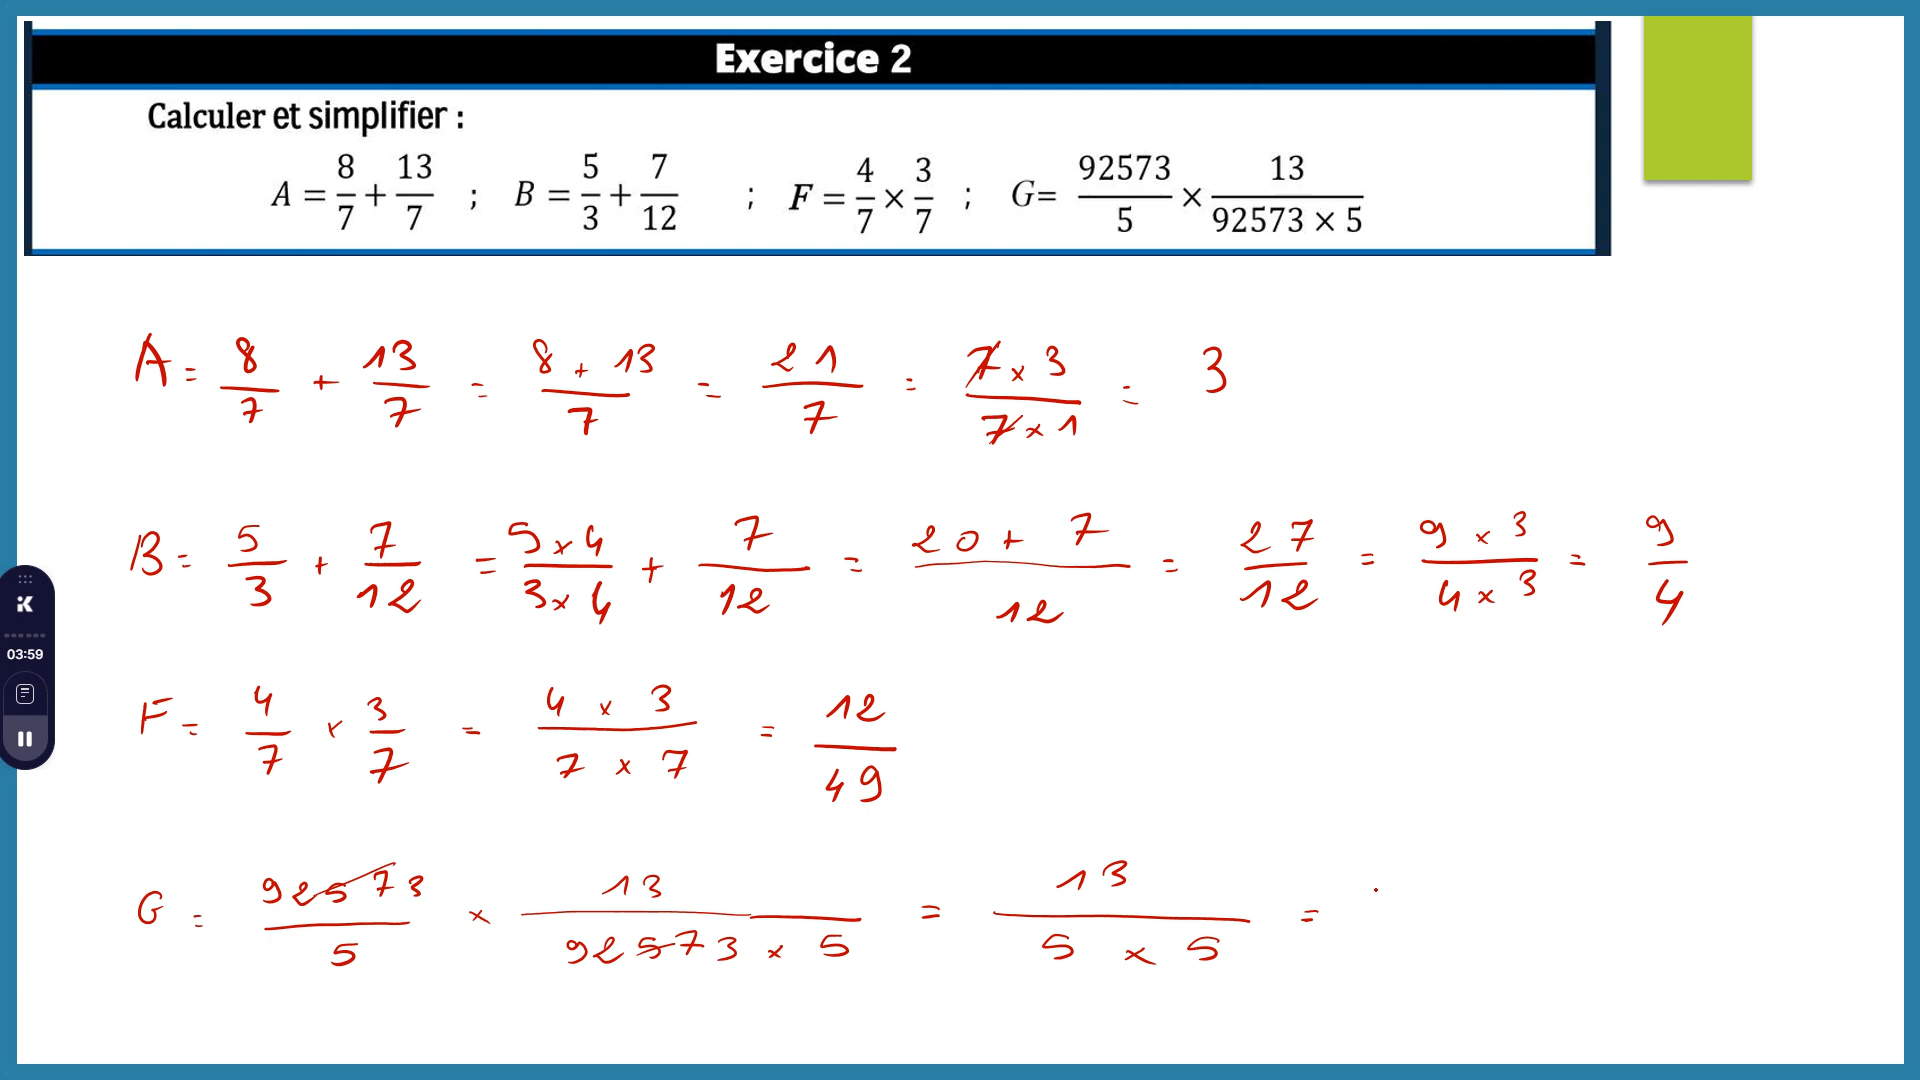 Exercice 2
Calculer et simplifier :
A = 8/7 + 13/7 ; B = 5/3 + 7/12 ; F = 4/7 × 3/7 ; G= 92573/5 × 13/(92573 × 5)
A = 8/7 + 13/7 = (8 + 13)/7 = 21/7 = (7 × 3)/(7 × 1) = 3
B = 5/3 + 7/12 = (5 × 4)/(3 × 4) + 7/12 = (20 + 7)/12 = 27/12 = (9 × 3)/(4 × 3) = 9/4
03:59
F = 4/7 × 3/7 = (4 × 3)/(7 × 7) = 12/49
G = 92573/5 × 13/(92573 × 5) = 13/(5 × 5) =